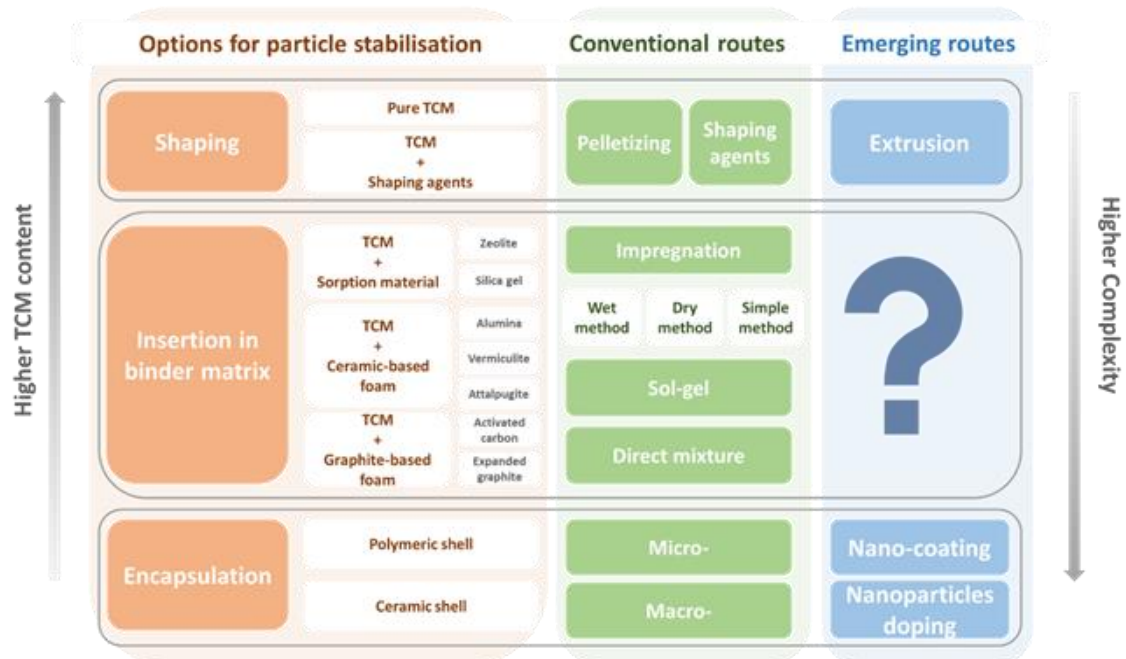 Options for particle stabilisation
Conventional routes
Emerging routes
Higher TCM content
Higher Complexity
Shaping
Pure TCM
TCM
+
Shaping agents
Pelletizing
Shaping
agents
Extrusion
Insertion in
binder matrix
TCM
+
Sorption material
Zeolite
Silica gel
TCM
+
Ceramic-based
foam
Alumina
Vermiculite
Attalpugite
TCM
+
Graphite-based
foam
Activated
carbon
Expanded
graphite
Impregnation
Wet
method
Dry
method
Simple
method
Sol-gel
Direct mixture
?
Encapsulation
Polymeric shell
Ceramic shell
Micro-
Macro-
Nano-coating
Nanoparticles
doping